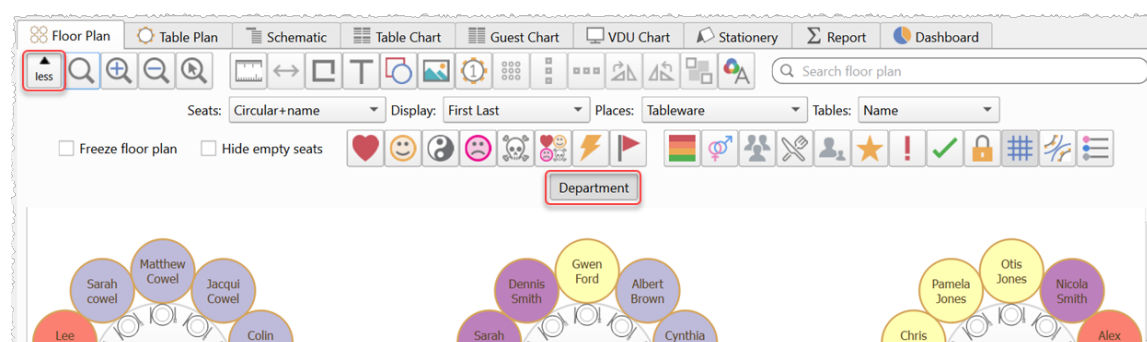 Floor Plan Table Plan Schematic Table Chart Guest Chart VDU Chart Stationery Σ Report Dashboard
less 1 T A Search floor plan
Seats: Circular+name Display: First Last Places: Tableware Tables: Name
Freeze floor plan Hide empty seats
Department
Matthew
Cowel
Sarah
cowel
Jacqui
Cowel
Lee
Colin
Gwen
Ford
Dennis
Smith
Albert
Brown
Sarah
Cynthia
Otis
Jones
Pamela
Jones
Nicola
Smith
Chris
Alex